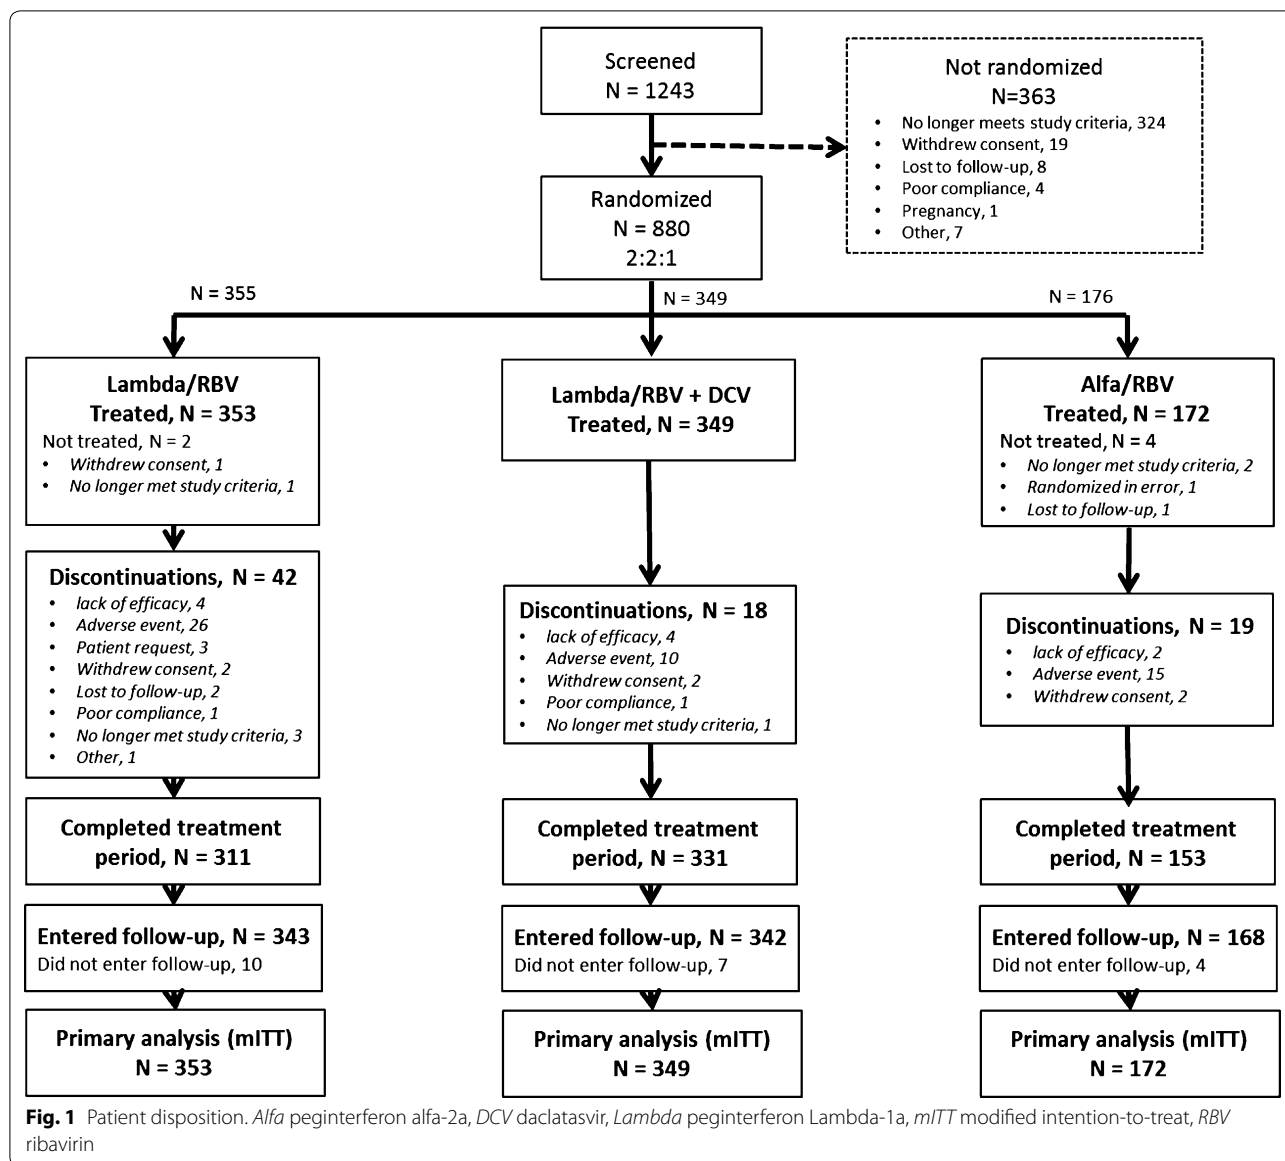 Screened
N = 1243
Not randomized
N=363
• No longer meets study criteria, 324
• Withdrew consent, 19
• Lost to follow-up, 8
• Poor compliance, 4
• Pregnancy, 1
• Other, 7
Randomized
N = 880
2:2:1
N = 355
N = 349
N = 176
Lambda/RBV
Treated, N = 353
Not treated, N = 2
• Withdrew consent, 1
• No longer met study criteria, 1
Lambda/RBV + DCV
Treated, N = 349
Alfa/RBV
Treated, N = 172
Not treated, N = 4
• No longer met study criteria, 2
• Randomized in error, 1
• Lost to follow-up, 1
Discontinuations, N = 42
• lack of efficacy, 4
• Adverse event, 26
• Patient request, 3
• Withdrew consent, 2
• Lost to follow-up, 2
• Poor compliance, 1
• No longer met study criteria, 3
• Other, 1
Discontinuations, N = 18
• lack of efficacy, 4
• Adverse event, 10
• Withdrew consent, 2
• Poor compliance, 1
• No longer met study criteria, 1
Discontinuations, N = 19
• lack of efficacy, 2
• Adverse event, 15
• Withdrew consent, 2
Completed treatment
period, N = 311
Completed treatment
period, N = 331
Completed treatment
period, N = 153
Entered follow-up, N = 343
Did not enter follow-up, 10
Entered follow-up, N = 342
Did not enter follow-up, 7
Entered follow-up, N = 168
Did not enter follow-up, 4
Primary analysis (mITT)
N = 353
Primary analysis (mITT)
N = 349
Primary analysis (mITT)
N = 172
Fig. 1 Patient disposition. Alfa peginterferon alfa-2a, DCV daclatasvir, Lambda peginterferon Lambda-1a, mITT modified intention-to-treat, RBV
ribavirin